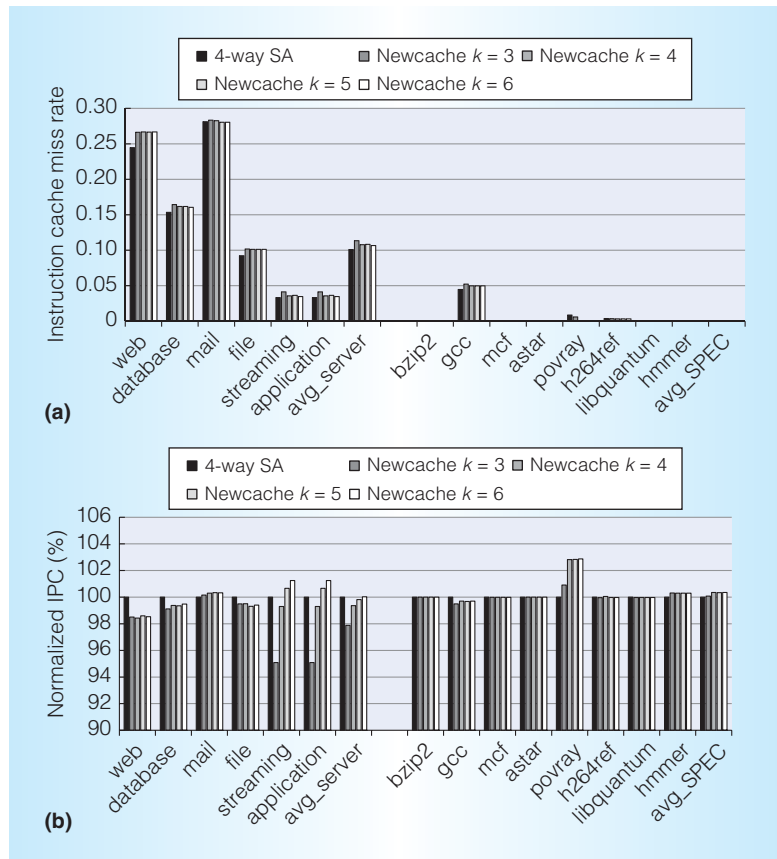 4-way SA Newcache k = 3 Newcache k = 4
Newcache k = 5 Newcache k = 6
Instruction cache miss rate
0.30
0.25
0.20
0.15
0.10
0.05
0
web
database
mail
file
streaming
application
avg_server
bzip2
gcc
mcf
astar
povray
h264ref
libquantum
hmmer
avg_SPEC
(a)
4-way SA Newcache k = 3 Newcache k = 4
Newcache k = 5 Newcache k = 6
Normalized IPC (%)
106
104
102
100
98
96
94
92
90
web
database
mail
file
streaming
application
avg_server
bzip2
gcc
mcf
astar
povray
h264ref
libquantum
hmmer
avg_SPEC
(b)